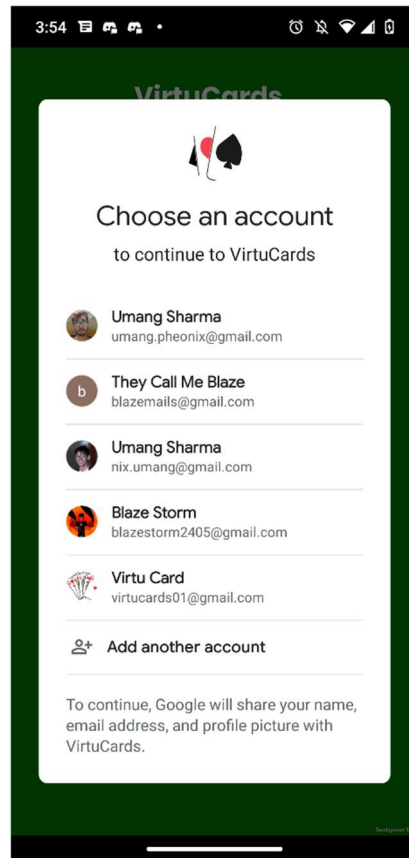 3:54
VirtuCards
Choose an account
to continue to VirtuCards
Umang Sharma
umang.pheonix@gmail.com
b
They Call Me Blaze
blazemails@gmail.com
Umang Sharma
nix.umang@gmail.com
Blaze Storm
blazestorm2405@gmail.com
Virtu Card
virtucards01@gmail.com
Add another account
To continue, Google will share your name,
email address, and profile picture with
VirtuCards.